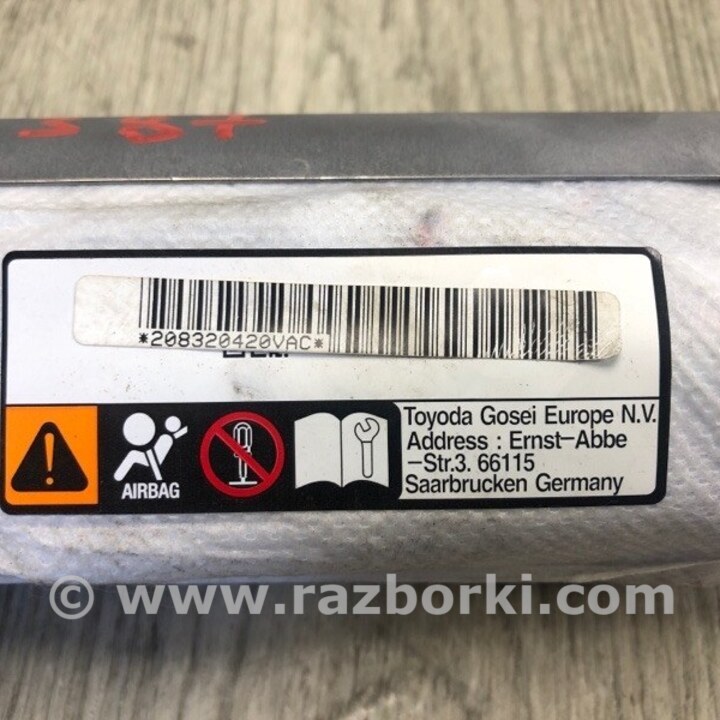 *208320420VAC*
AIRBAG
Toyoda Gosei Europe N.V.
Address : Ernst-Abbe
-Str.3. 66115
Saarbrucken Germany
© www.razborki.com